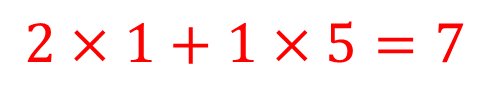 2 × 1 + 1 × 5 = 7